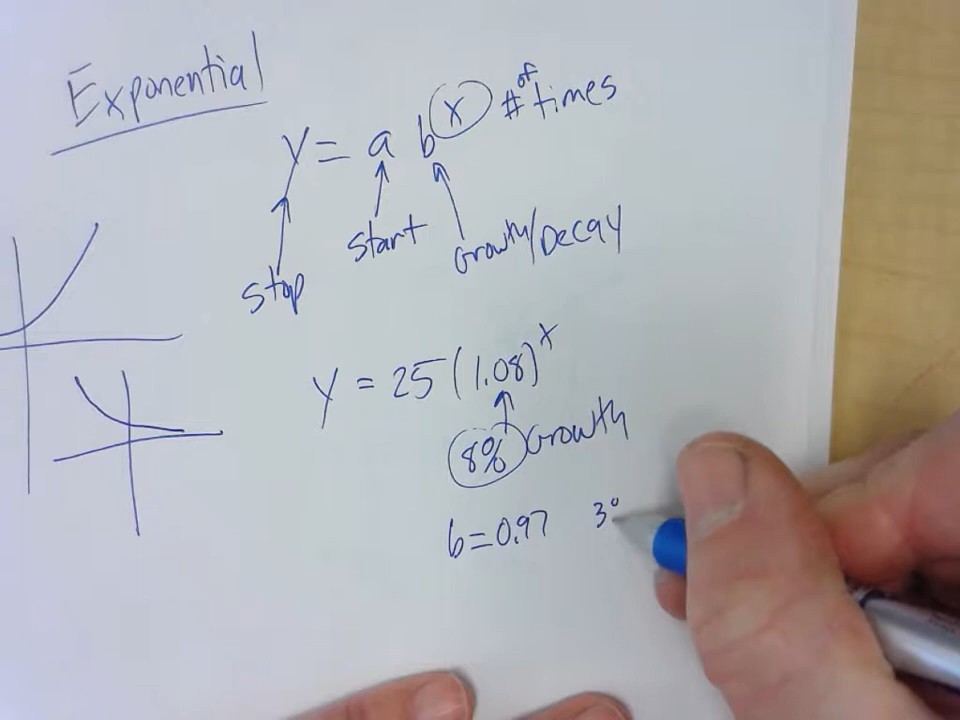 Exponential
y = a b^x # of times
stop
start
Growth/Decay
y = 25 (1.08)^x
8% Growth
b = 0.97 3%